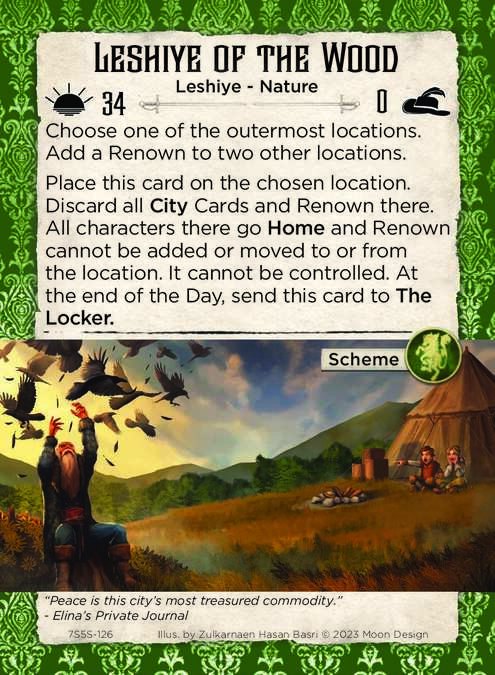 Leshiye of the Wood
Leshiye - Nature
34
0
Choose one of the outermost locations.
Add a Renown to two other locations.
Place this card on the chosen location.
Discard all City Cards and Renown there.
All characters there go Home and Renown
cannot be added or moved to or from
the location. It cannot be controlled. At
the end of the Day, send this card to The
Locker.
Scheme
“Peace is this city’s most treasured commodity.”
- Elina’s Private Journal
7S5S-126 Illus. by Zulkarnaen Hasan Basri © 2023 Moon Design